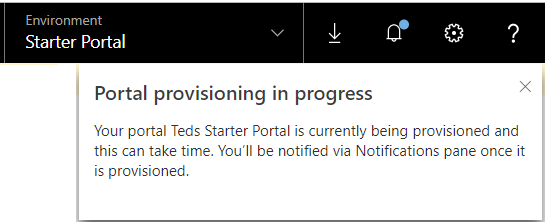 Environment
Starter Portal
?
Portal provisioning in progress
Your portal Teds Starter Portal is currently being provisioned and
this can take time. You’ll be notified via Notifications pane once it
is provisioned.